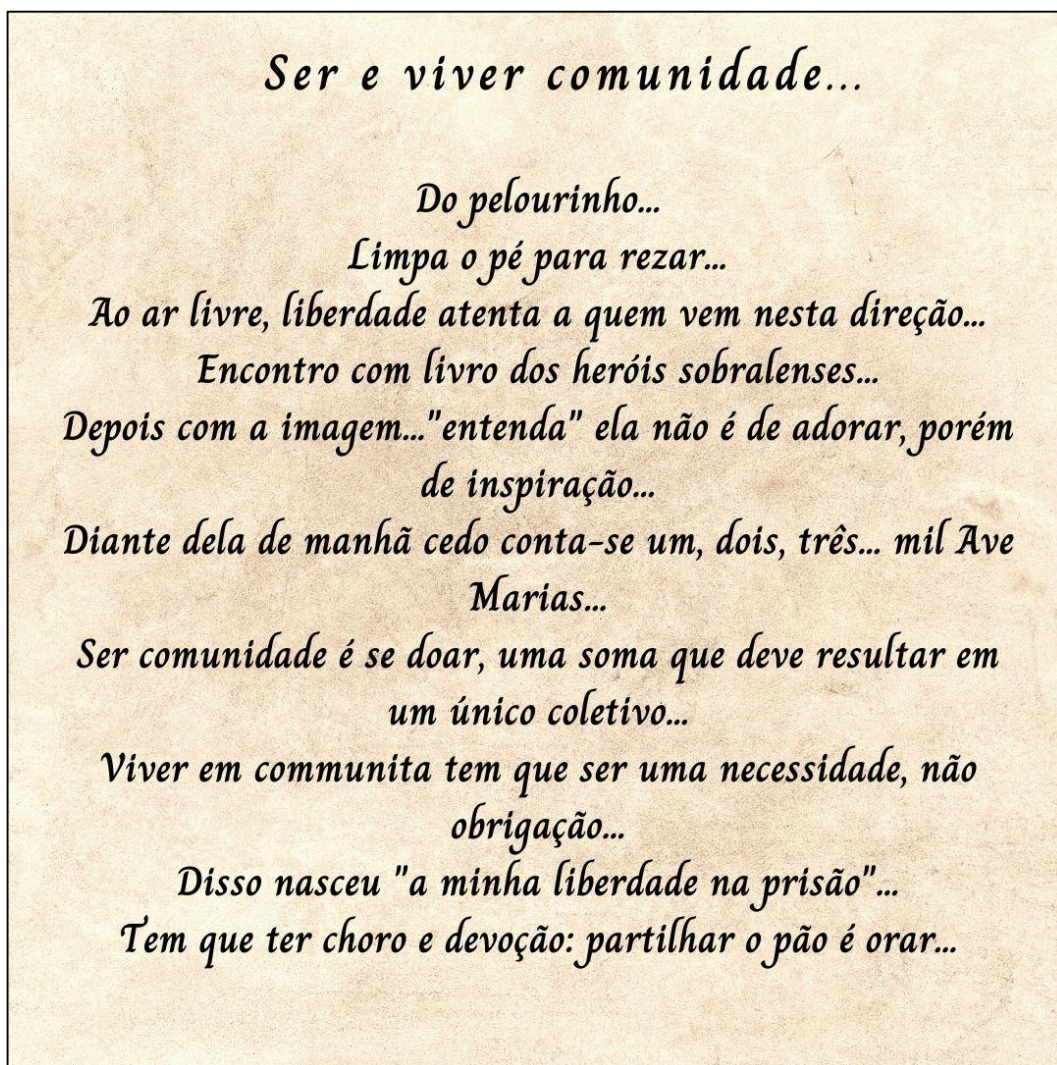 Ser e viver comunidade...
Do pelourinho...
Limpa o pé para rezar...
Ao ar livre, liberdade atenta a quem vem nesta direção...
Encontro com livro dos heróis sobralenses...
Depois com a imagem..."entenda" ela não é de adorar, porém
de inspiração...
Diante dela de manhã cedo conta-se um, dois, três... mil Ave
Marias...
Ser comunidade é se doar, uma soma que deve resultar em
um único coletivo...
Viver em communita tem que ser uma necessidade, não
obrigação...
Disso nasceu "a minha liberdade na prisão"...
Tem que ter choro e devoção: partilhar o pão é orar...